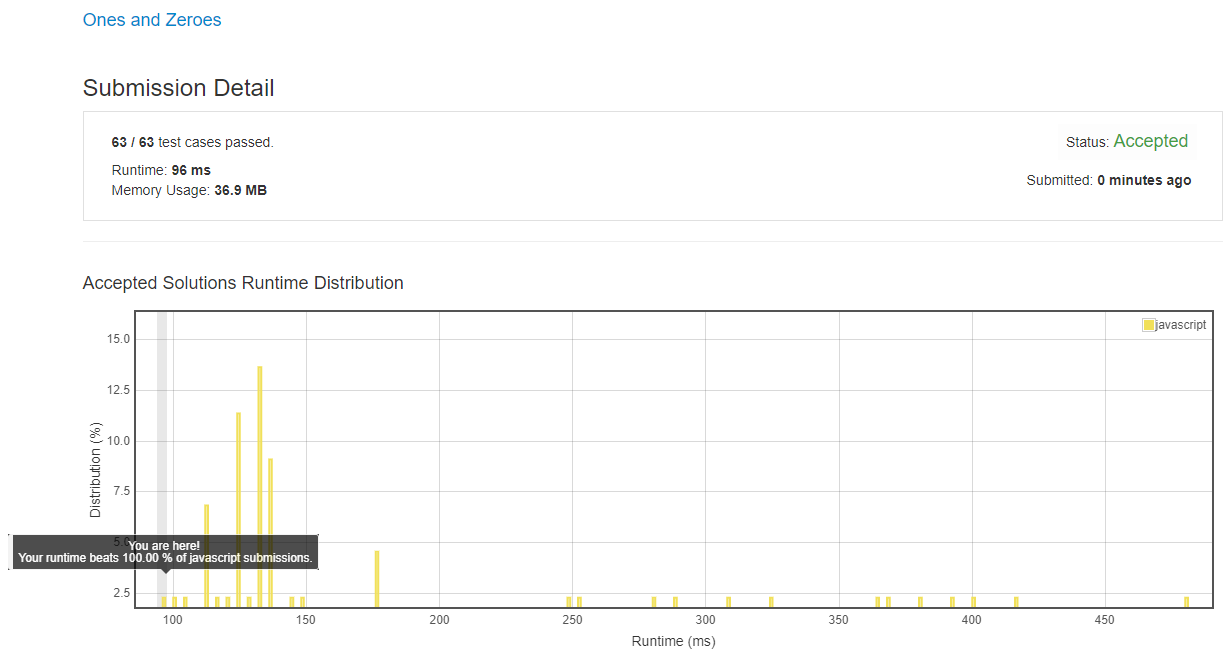 Ones and Zeroes
Submission Detail
63 / 63 test cases passed.
Status: Accepted
Runtime: 96 ms
Memory Usage: 36.9 MB
Submitted: 0 minutes ago
Accepted Solutions Runtime Distribution
javascript
15.0
12.5
10.0
7.5
5.0
2.5
Distribution (%)
You are here!
Your runtime beats 100.00 % of javascript submissions.
100 150 200 250 300 350 400 450
Runtime (ms)